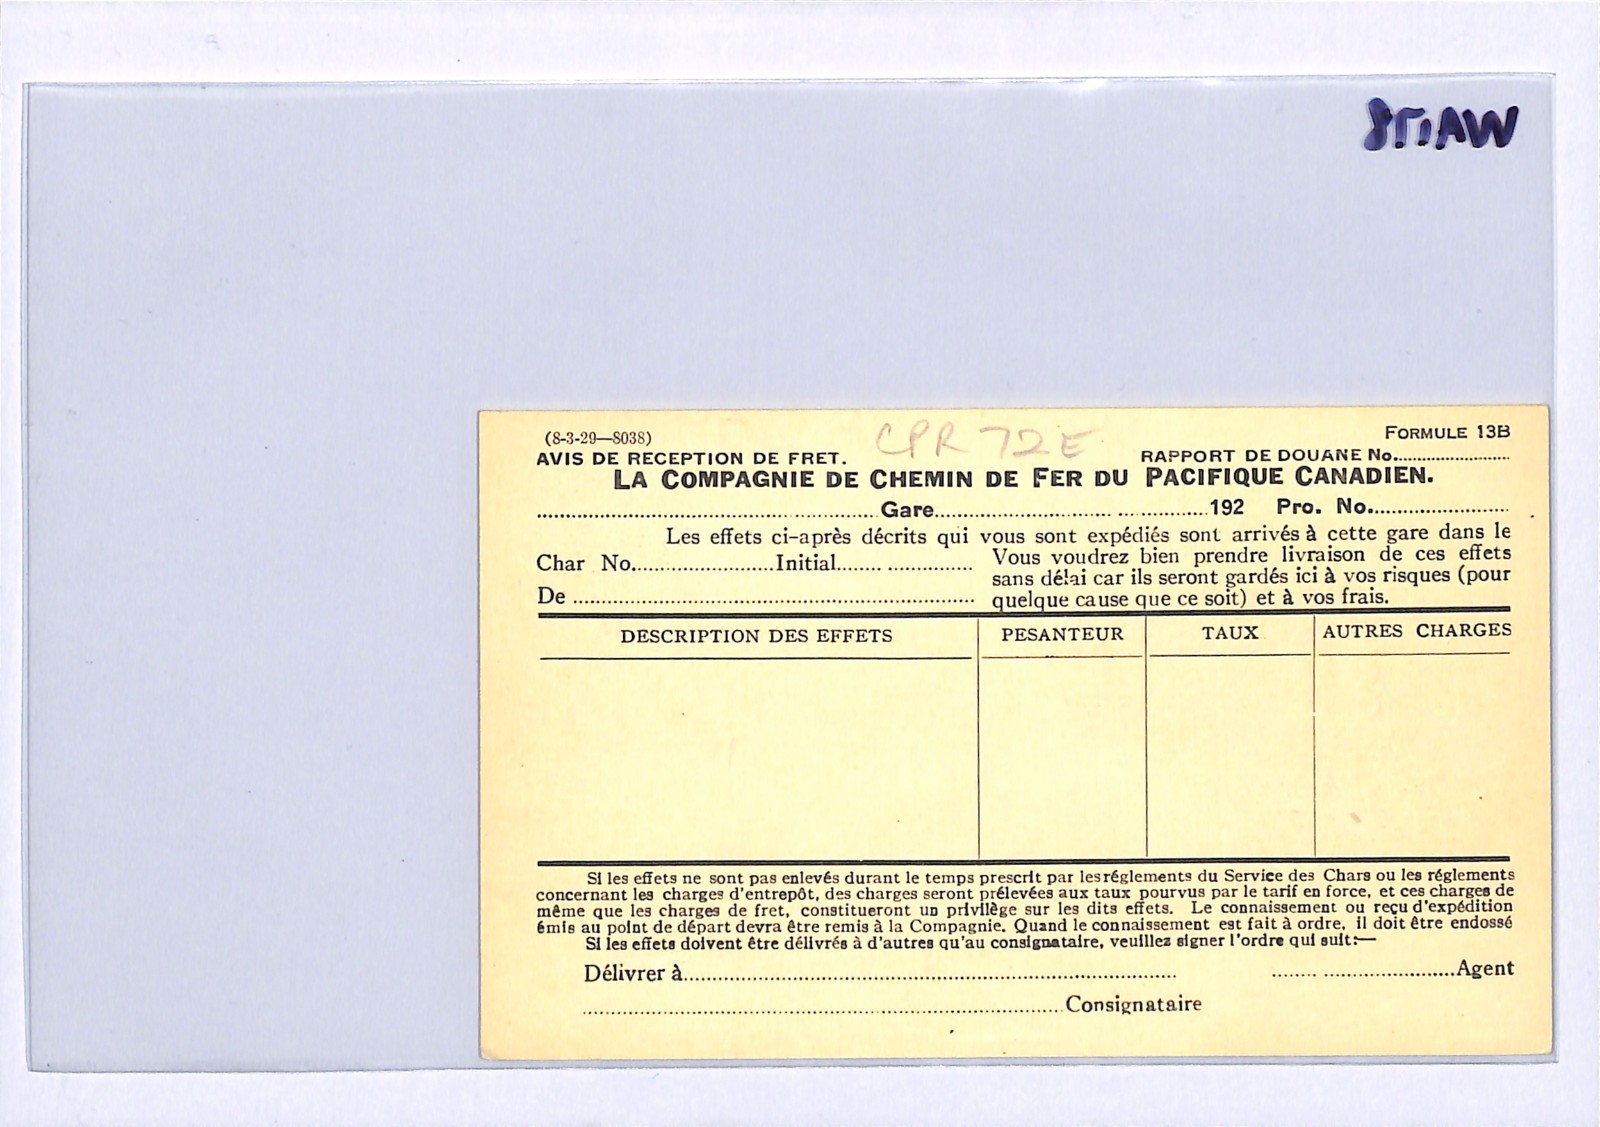 (8-3-29—8038)
CPR 72E
FORMULE 13B
AVIS DE RECEPTION DE FRET.
RAPPORT DE DOUANE No..............................
LA COMPAGNIE DE CHEMIN DE FER DU PACIFIQUE CANADIEN.
..............................Gare..............................192 Pro. No..............................
Les effets ci-après décrits qui vous sont expédiés sont arrivés à cette gare dans le
Char No..............................Initial..............................
Vous voudrez bien prendre livraison de ces effets
sans délai car ils seront gardés ici à vos risques (pour
De ..............................
quelque cause que ce soit) et à vos frais.
DESCRIPTION DES EFFETS
PESANTEUR
TAUX
AUTRES CHARGES
Si les effets ne sont pas enlevés durant le temps prescrit par lesréglements du Service des Chars ou les réglements
concernant les charges d'entrepôt, des charges seront prélevées aux taux pourvus par le tarif en force, et ces charges de
même que les charges de fret, constitueront un privilège sur les dits effets. Le connaissement ou reçu d'expédition
émis au point de départ devra être remis à la Compagnie. Quand le connaissement est fait à ordre, il doit être endossé
Si les effets doivent être délivrés à d'autres qu'au consignataire, veuillez signer l'ordre qui suit:—
Délivrer à..............................
..............................Agent
..............................Consignataire